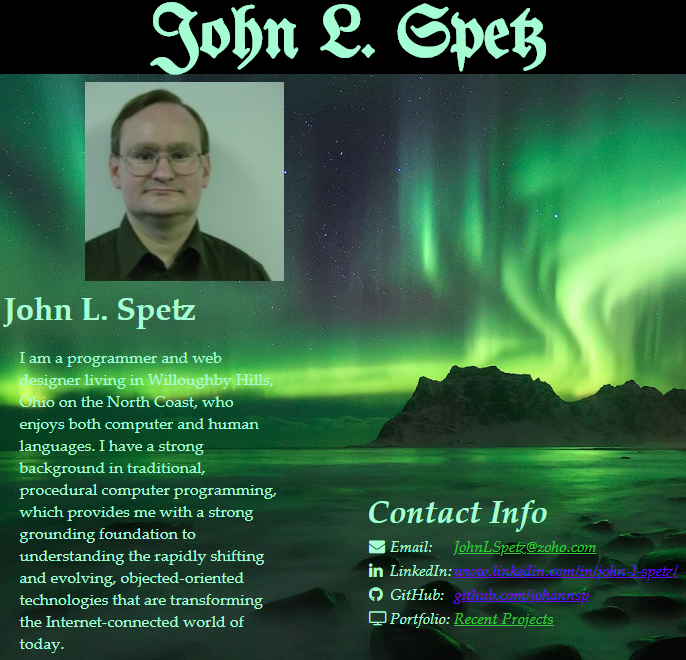 John L. Spetz
John L. Spetz
I am a programmer and web
designer living in Willoughby Hills,
Ohio on the North Coast, who
enjoys both computer and human
languages. I have a strong
background in traditional,
procedural computer programming,
which provides me with a strong
grounding foundation to
understanding the rapidly shifting
and evolving, objected-oriented
technologies that are transforming
the Internet-connected world of
today.
Contact Info
Email: JohnLSpetz@zoho.com
LinkedIn: www.linkedin.com/in/john-l-spetz/
GitHub: github.com/johannsp
Portfolio: Recent Projects